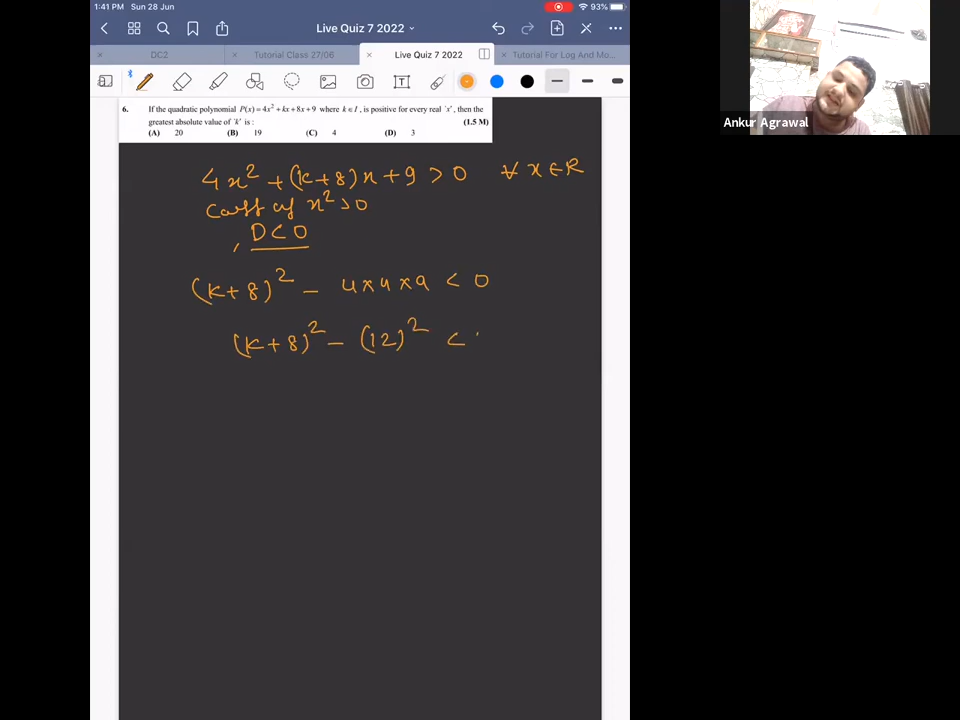 1:41 PM Sun 28 Jun
93%
Live Quiz 7 2022
DC2
Tutorial Class 27/06
Live Quiz 7 2022
Tutorial For Log And Mo...
6. If the quadratic polynomial P(x) = 4x² + kx + 8x + 9 where k ∈ I, is positive for every real 'x', then the
greatest absolute value of 'k' is : (1.5 M)
(A) 20 (B) 19 (C) 4 (D) 3
4x² + (k+8)x + 9 > 0 ∀ x ∈ R
Coeff of x² > 0
, D < 0
(k+8)² - 4×4×9 < 0
(k+8)² - (12)² <
Ankur Agrawal